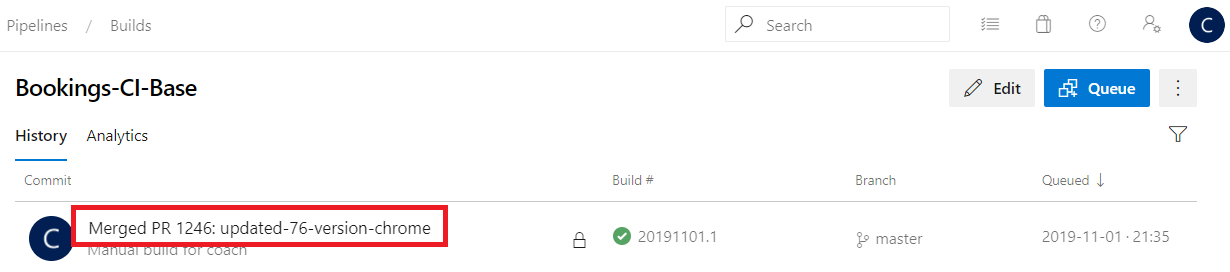 Pipelines / Builds
Search
C
Bookings-CI-Base
Edit
Queue
History
Analytics
Commit
Build #
Branch
Queued ↓
C
Merged PR 1246: updated-76-version-chrome
Manual build for coach
20191101.1
master
2019-11-01 · 21:35